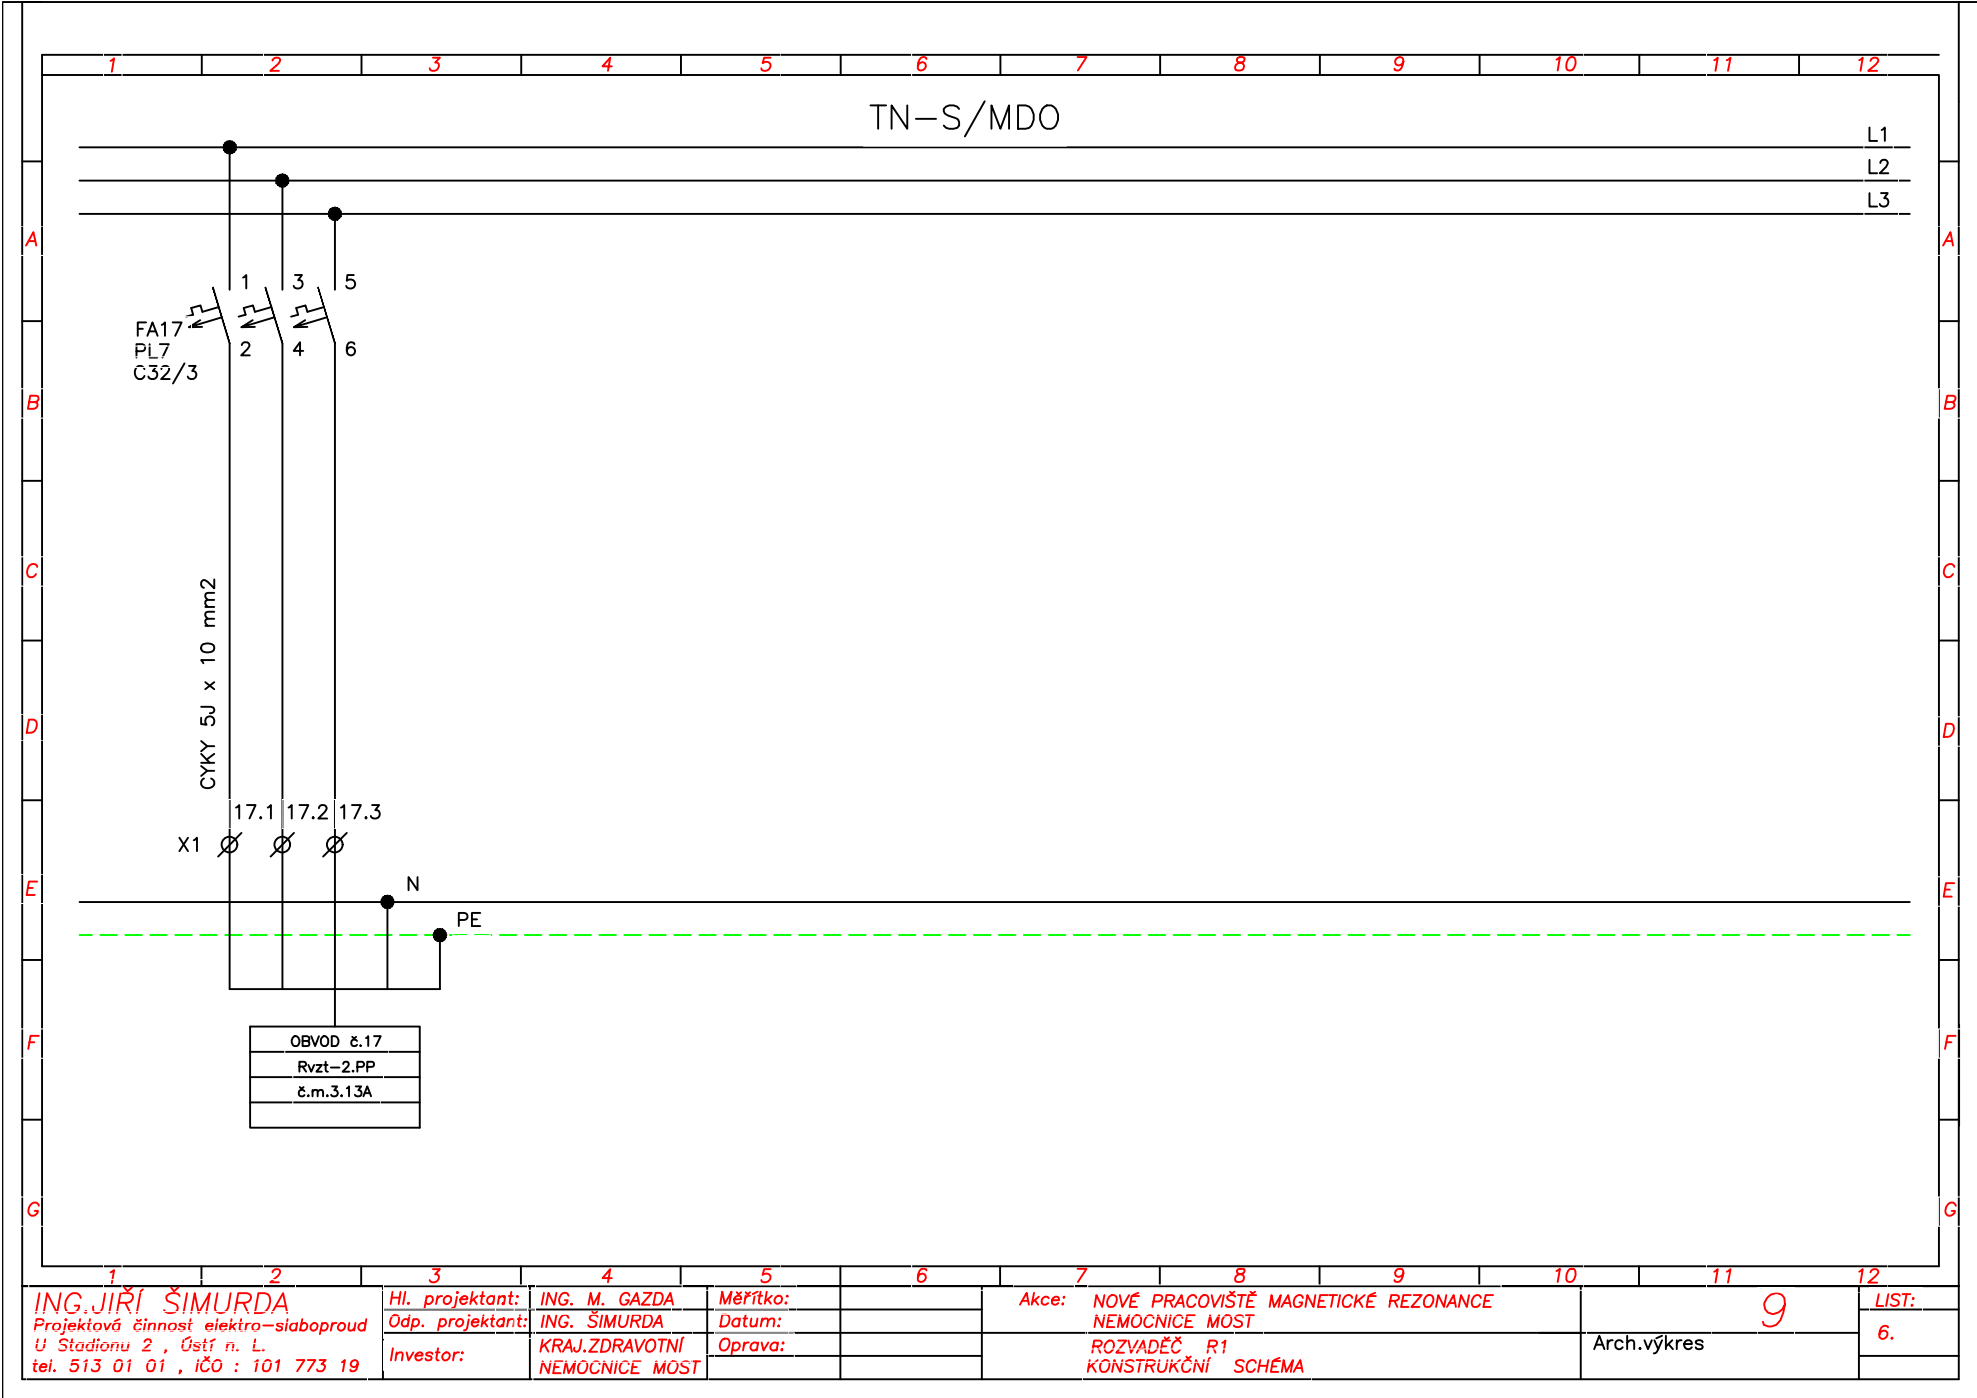 1 2 3 4 5 6 7 8 9 10 11 12
TN-S/MDO
L1
L2
L3
A A
1 3 5
FA17
PL7
C32/3
2 4 6
B B
C C
CYKY 5J x 10 mm2
D D
17.1 17.2 17.3
X1
N
E E
PE
OBVOD č.17
Rvzt-2.PP
č.m.3.13A
F F
G G
1 2 3 4 5 6 7 8 9 10 11 12
ING.JIŘÍ ŠIMURDA
Projektová činnost elektro-slaboproud
U Stadionu 2 , Ústí n. L.
tel. 513 01 01 , IČO : 101 773 19
Hl. projektant: ING. M. GAZDA
Odp. projektant: ING. ŠIMURDA
Investor: KRAJ.ZDRAVOTNÍ
NEMOCNICE MOST
Měřítko:
Datum:
Oprava:
Akce: NOVÉ PRACOVIŠTĚ MAGNETICKÉ REZONANCE
NEMOCNICE MOST
ROZVADĚČ R1
KONSTRUKČNÍ SCHÉMA
9
Arch.výkres
LIST:
6.